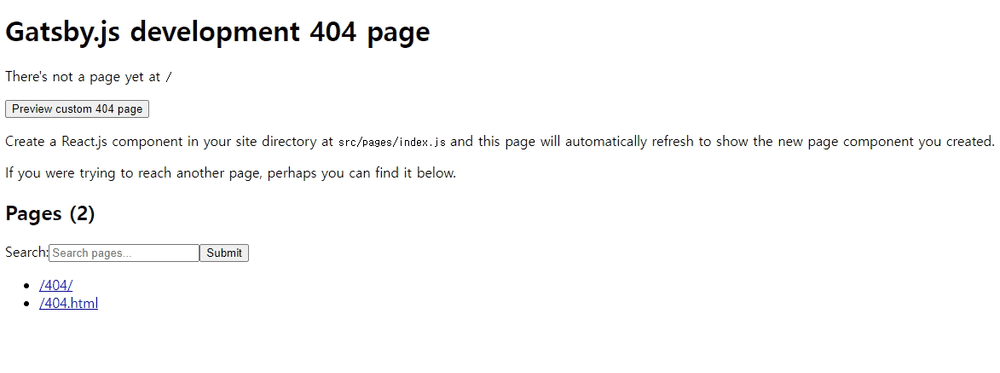 Gatsby.js development 404 page
There's not a page yet at /
Preview custom 404 page
Create a React.js component in your site directory at src/pages/index.js and this page will automatically refresh to show the new page component you created.
If you were trying to reach another page, perhaps you can find it below.
Pages (2)
Search: Search pages... Submit
/404/
/404.html